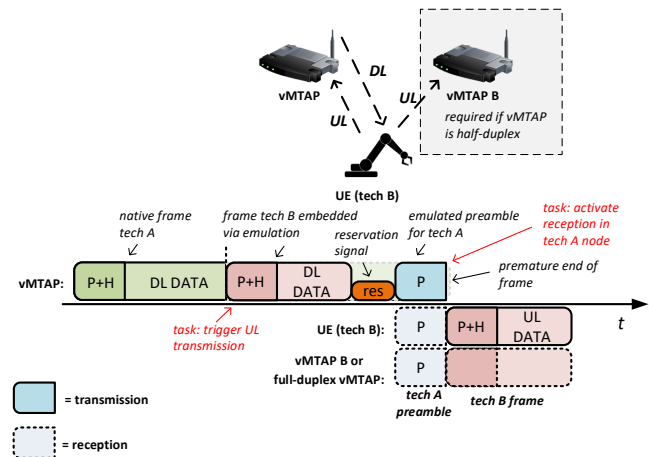 DL
vMTAP
UL
UL
vMTAP B
required if vMTAP
is half-duplex
UE (tech B)
native frame
tech A
frame tech B embedded
via emulation
reservation
signal
emulated preamble
for tech A
task: activate
reception in
tech A node
premature end of
frame
vMTAP:
P+H
DL DATA
P+H
DL
DATA
res
P
task: trigger UL
transmission
t
UE (tech B):
P
P+H
UL
DATA
vMTAP B or
full-duplex vMTAP:
P
tech A
preamble
tech B frame
= transmission
= reception